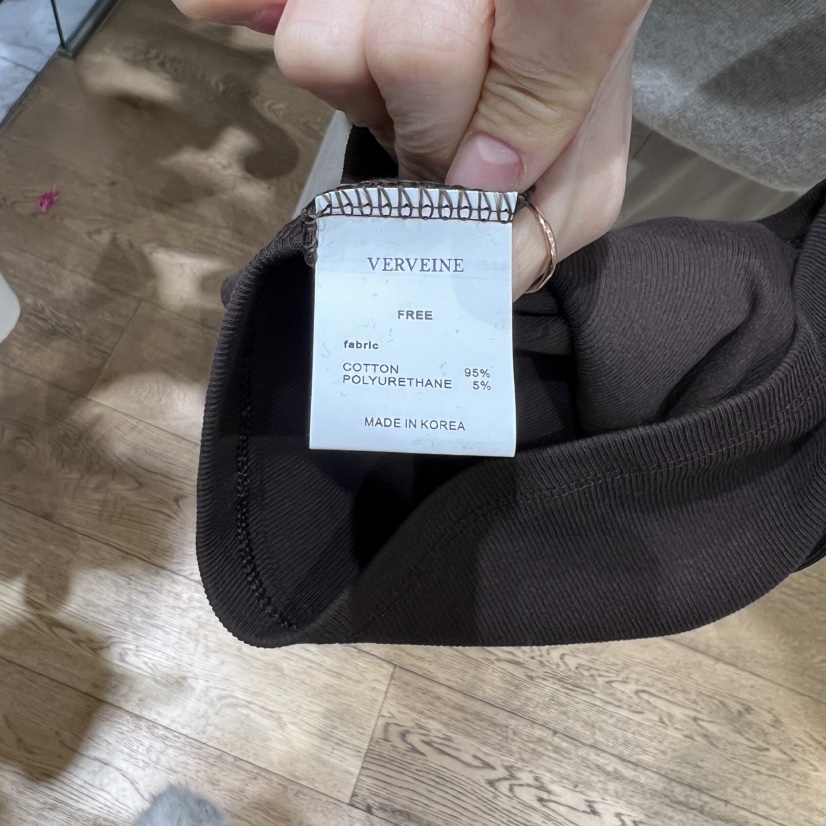 VERVEINE
FREE
fabric
COTTON 95%
POLYURETHANE 5%
MADE IN KOREA